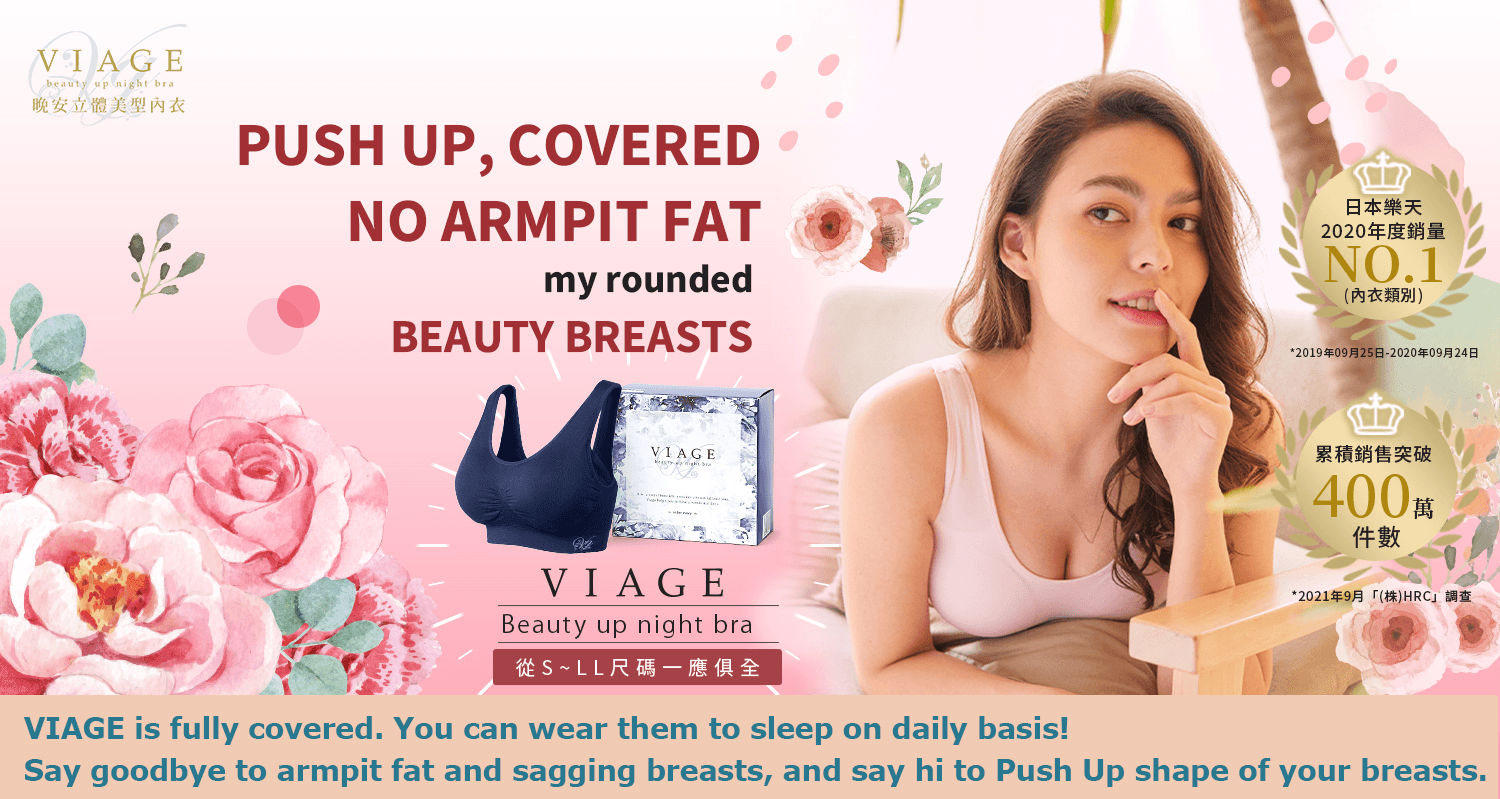 VIAGE
beauty up night bra
晚安立體美型內衣
PUSH UP, COVERED
NO ARMPIT FAT
my rounded
BEAUTY BREASTS
VIAGE
beauty up night bra
VIAGE
Beauty up night bra
從S~LL尺碼一應俱全
日本樂天
2020年度銷量
NO.1
(內衣類別)
*2019年09月25日-2020年09月24日
累積銷售突破
400萬
件數
*2021年9月「(株)HRC」調查
VIAGE is fully covered. You can wear them to sleep on daily basis!
Say goodbye to armpit fat and sagging breasts, and say hi to Push Up shape of your breasts.